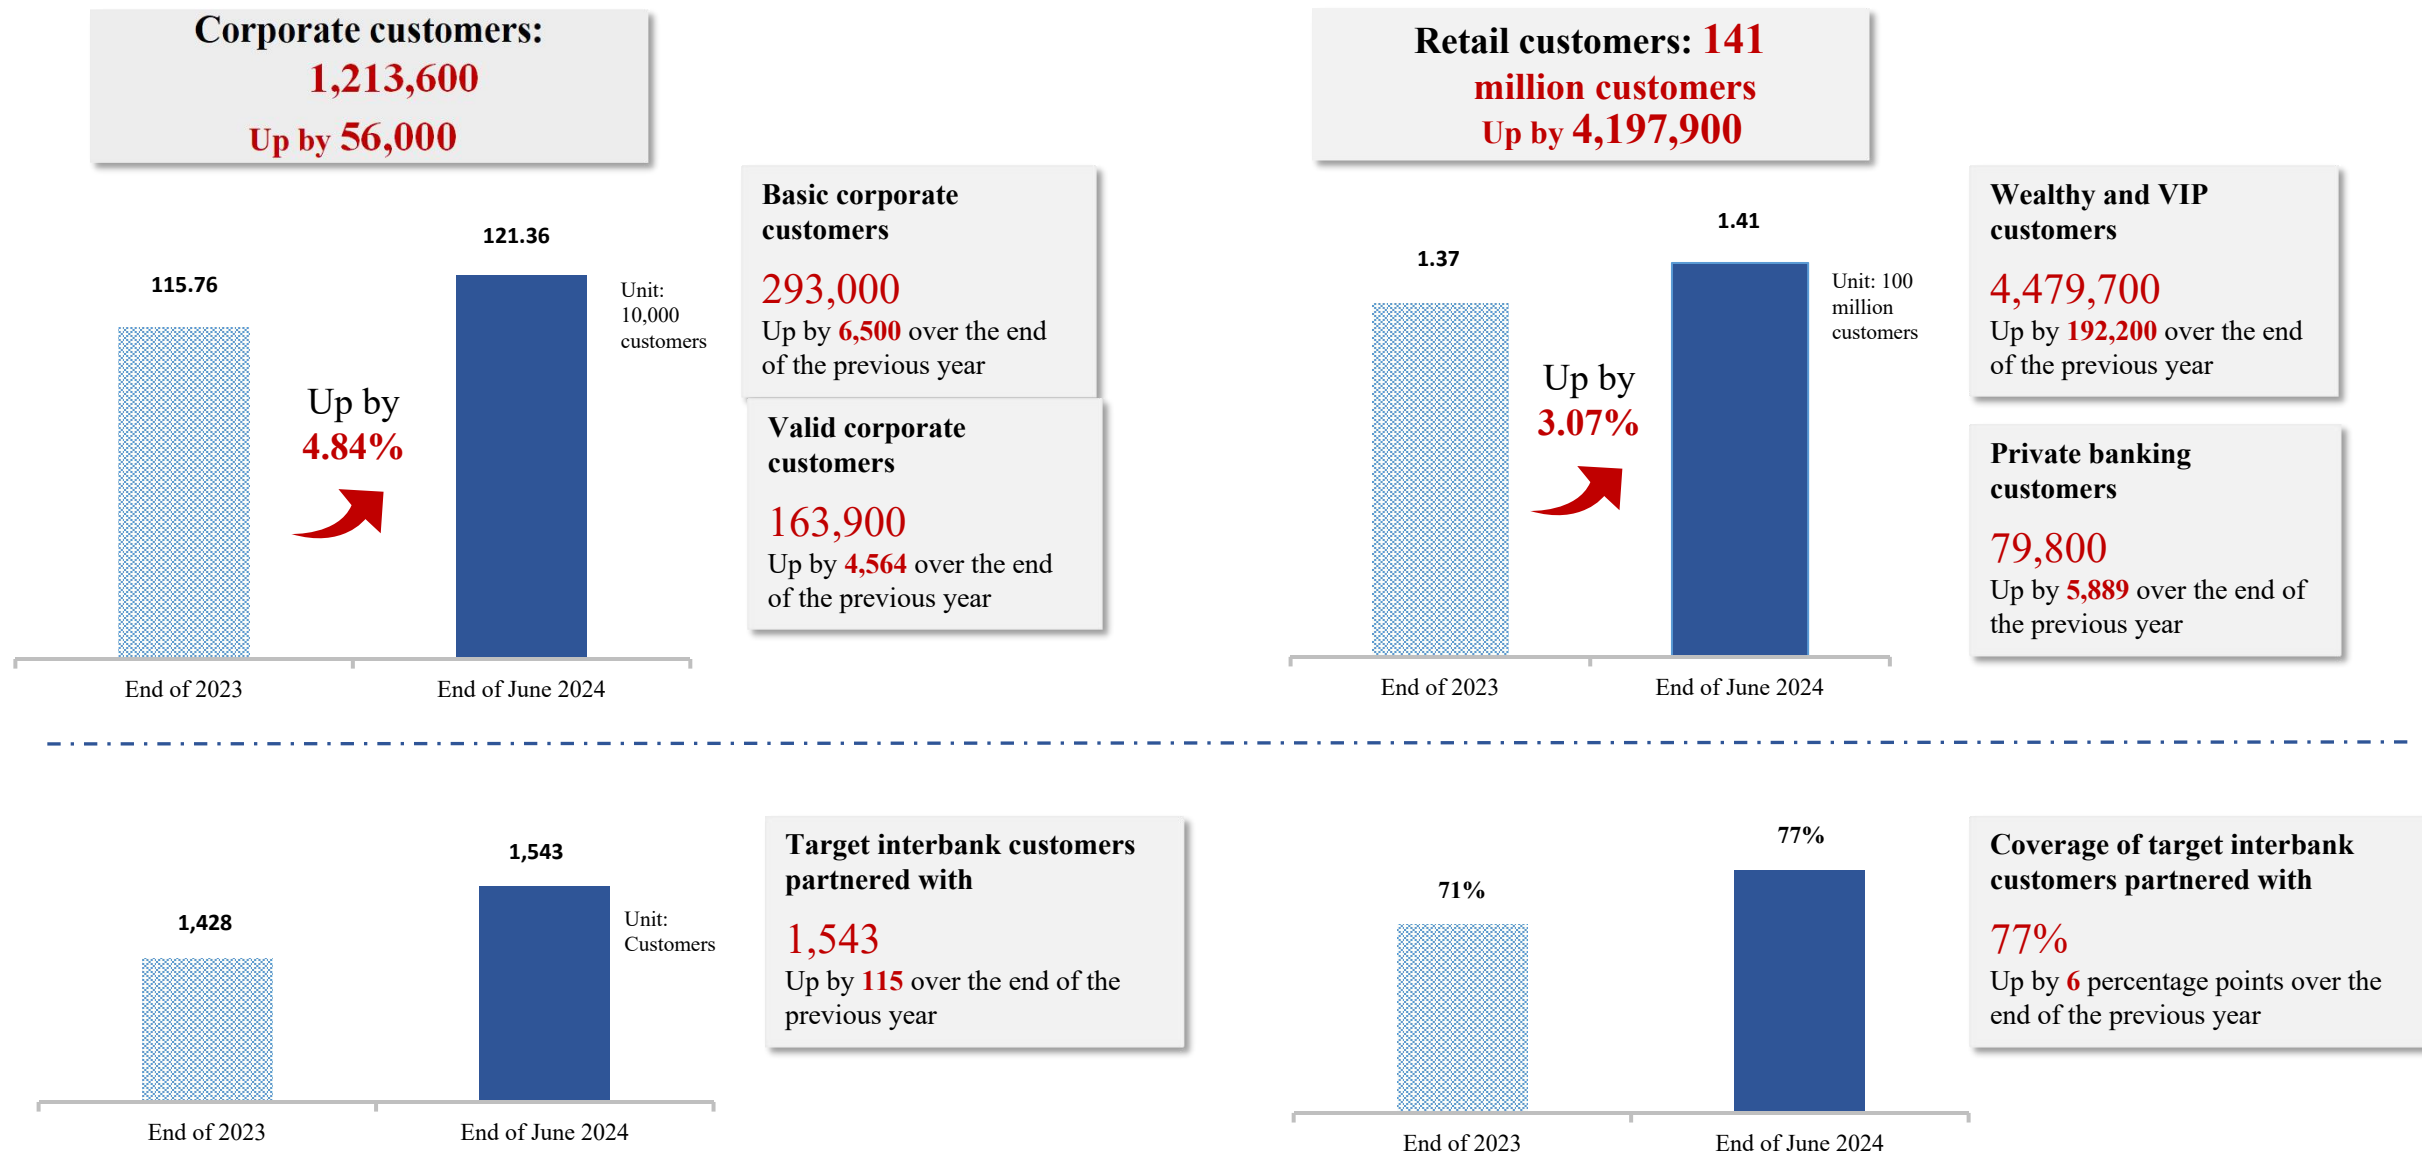 Corporate customers:
1,213,600
Up by 56,000
115.76
121.36
Unit:
10,000
customers
Up by
4.84%
End of 2023
End of June 2024
Basic corporate
customers
293,000
Up by 6,500 over the end
of the previous year
Valid corporate
customers
163,900
Up by 4,564 over the end
of the previous year
Retail customers: 141
million customers
Up by 4,197,900
1.37
1.41
Unit: 100
million
customers
Up by
3.07%
End of 2023
End of June 2024
Wealthy and VIP
customers
4,479,700
Up by 192,200 over the end
of the previous year
Private banking
customers
79,800
Up by 5,889 over the end of
the previous year
1,428
1,543
Unit:
Customers
End of 2023
End of June 2024
Target interbank customers
partnered with
1,543
Up by 115 over the end of the
previous year
71%
77%
End of 2023
End of June 2024
Coverage of target interbank
customers partnered with
77%
Up by 6 percentage points over the
end of the previous year